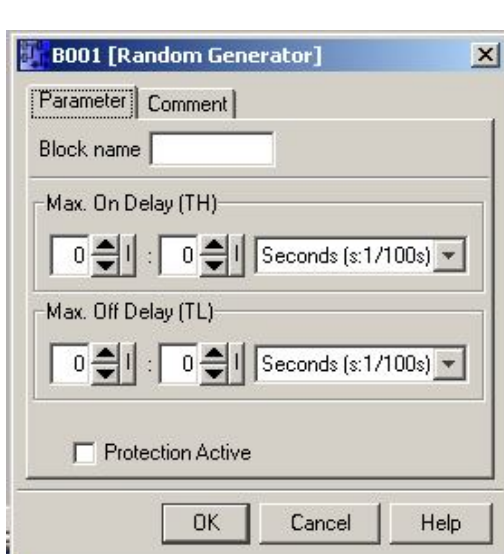 B001 [Random Generator]
Parameter Comment
Block name
Max. On Delay (TH)
0 : 0 Seconds (s:1/100s)
Max. Off Delay (TL)
0 : 0 Seconds (s:1/100s)
Protection Active
OK Cancel Help